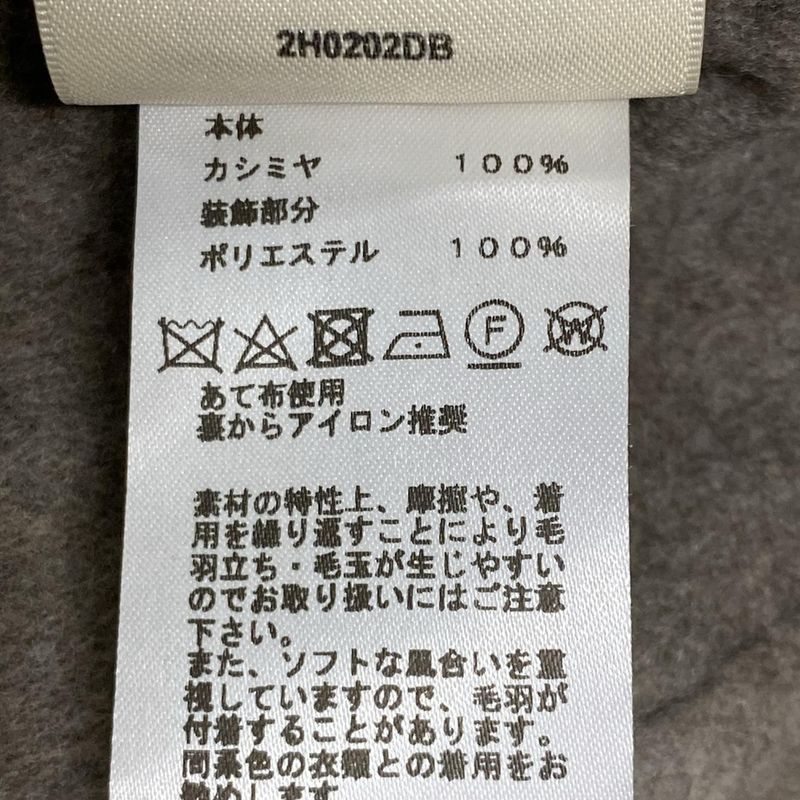 2H0202DB
本体
カシミヤ 100%
装飾部分
ポリエステル 100%
F
W
あて布使用
裏からアイロン推奨
素材の特性上、摩擦や、着
用を繰り返すことにより毛
羽立ち・毛玉が生じやすい
のでお取り扱いにはご注意
下さい。
また、ソフトな風合いを重
視していますので、毛羽が
付着することがあります。
同系色の衣類との着用をお
勧めします